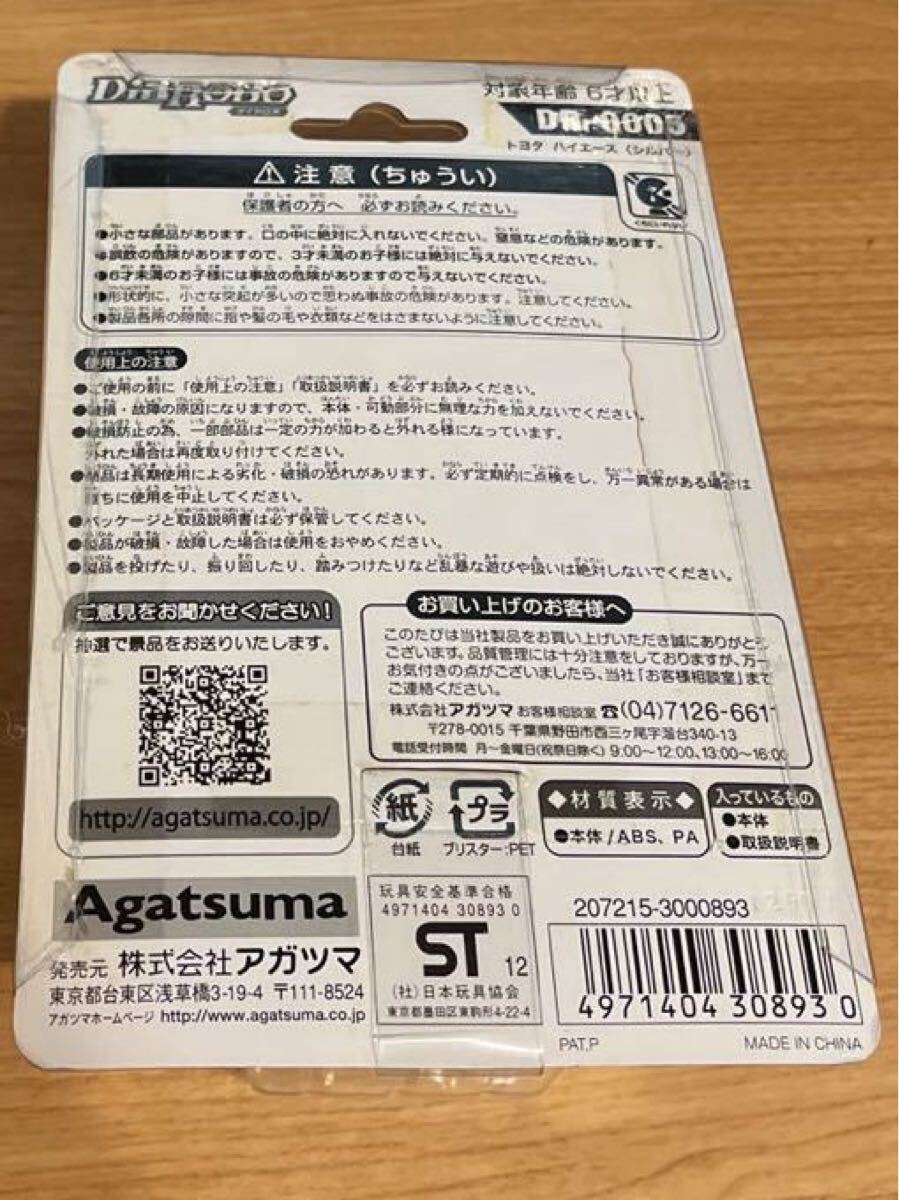 DiaRobo
対象年齢 6才以上
DRr0005
トヨタ ハイエース〈シルバー〉
⚠ 注意（ちゅうい）
保護者の方へ 必ずお読みください。
●小さな部品があります。口の中に絶対に入れないでください。窒息などの危険があります。
●誤飲の危険がありますので、3才未満のお子様には絶対に与えないでください。
●6才未満のお子様には事故の危険がありますので与えないでください。
●形状的に、小さな突起が多いので思わぬ事故の危険があります。注意してください。
●製品各所の隙間に指や髪の毛や衣類などをはさまないように注意してください。
使用上の注意
●ご使用の前に「使用上の注意」「取扱説明書」を必ずお読みください。
●破損・故障の原因になりますので、本体・可動部分に無理な力を加えないでください。
●破損防止の為、一部部品は一定の力が加わると外れる様になっています。
外れた場合は再度取り付けてください。
●部品は長期使用による劣化・破損の恐れがあります。必ず定期的に点検をし、万一異常がある場合は
直ちに使用を中止してください。
●パッケージと取扱説明書は必ず保管してください。
●製品が破損・故障した場合は使用をおやめください。
●製品を投げたり、振り回したり、踏みつけたりなど乱暴な遊びや扱いは絶対しないでください。
ご意見をお聞かせください!
抽選で景品をお送りいたします。
http://agatsuma.co.jp/
お買い上げのお客様へ
このたびは当社製品をお買い上げいただき誠にありがとう
ございます。品質管理には十分注意をしておりますが、万一
お気付きの点がございましたら、当社「お客様相談室」まで
ご連絡ください。
株式会社アガツマ お客様相談室 ☎(04)7126-6611
〒278-0015 千葉県野田市西三ヶ尾字溜台340-13
電話受付時間 月〜金曜日(祝祭日除く) 9:00〜12:00、13:00〜16:00
紙
台紙
プラ
ブリスター:PET
◆材質表示◆
●本体/ABS、PA
入っているもの
●本体
●取扱説明書
Agatsuma
発売元 株式会社アガツマ
東京都台東区浅草橋3-19-4 〒111-8524
アガツマホームページ http://www.agatsuma.co.jp
玩具安全基準合格
4971404 30893 0
ST 12
(社)日本玩具協会
東京都墨田区東駒形4-22-4
207215-3000893
4971404 308930
PAT.P
MADE IN CHINA